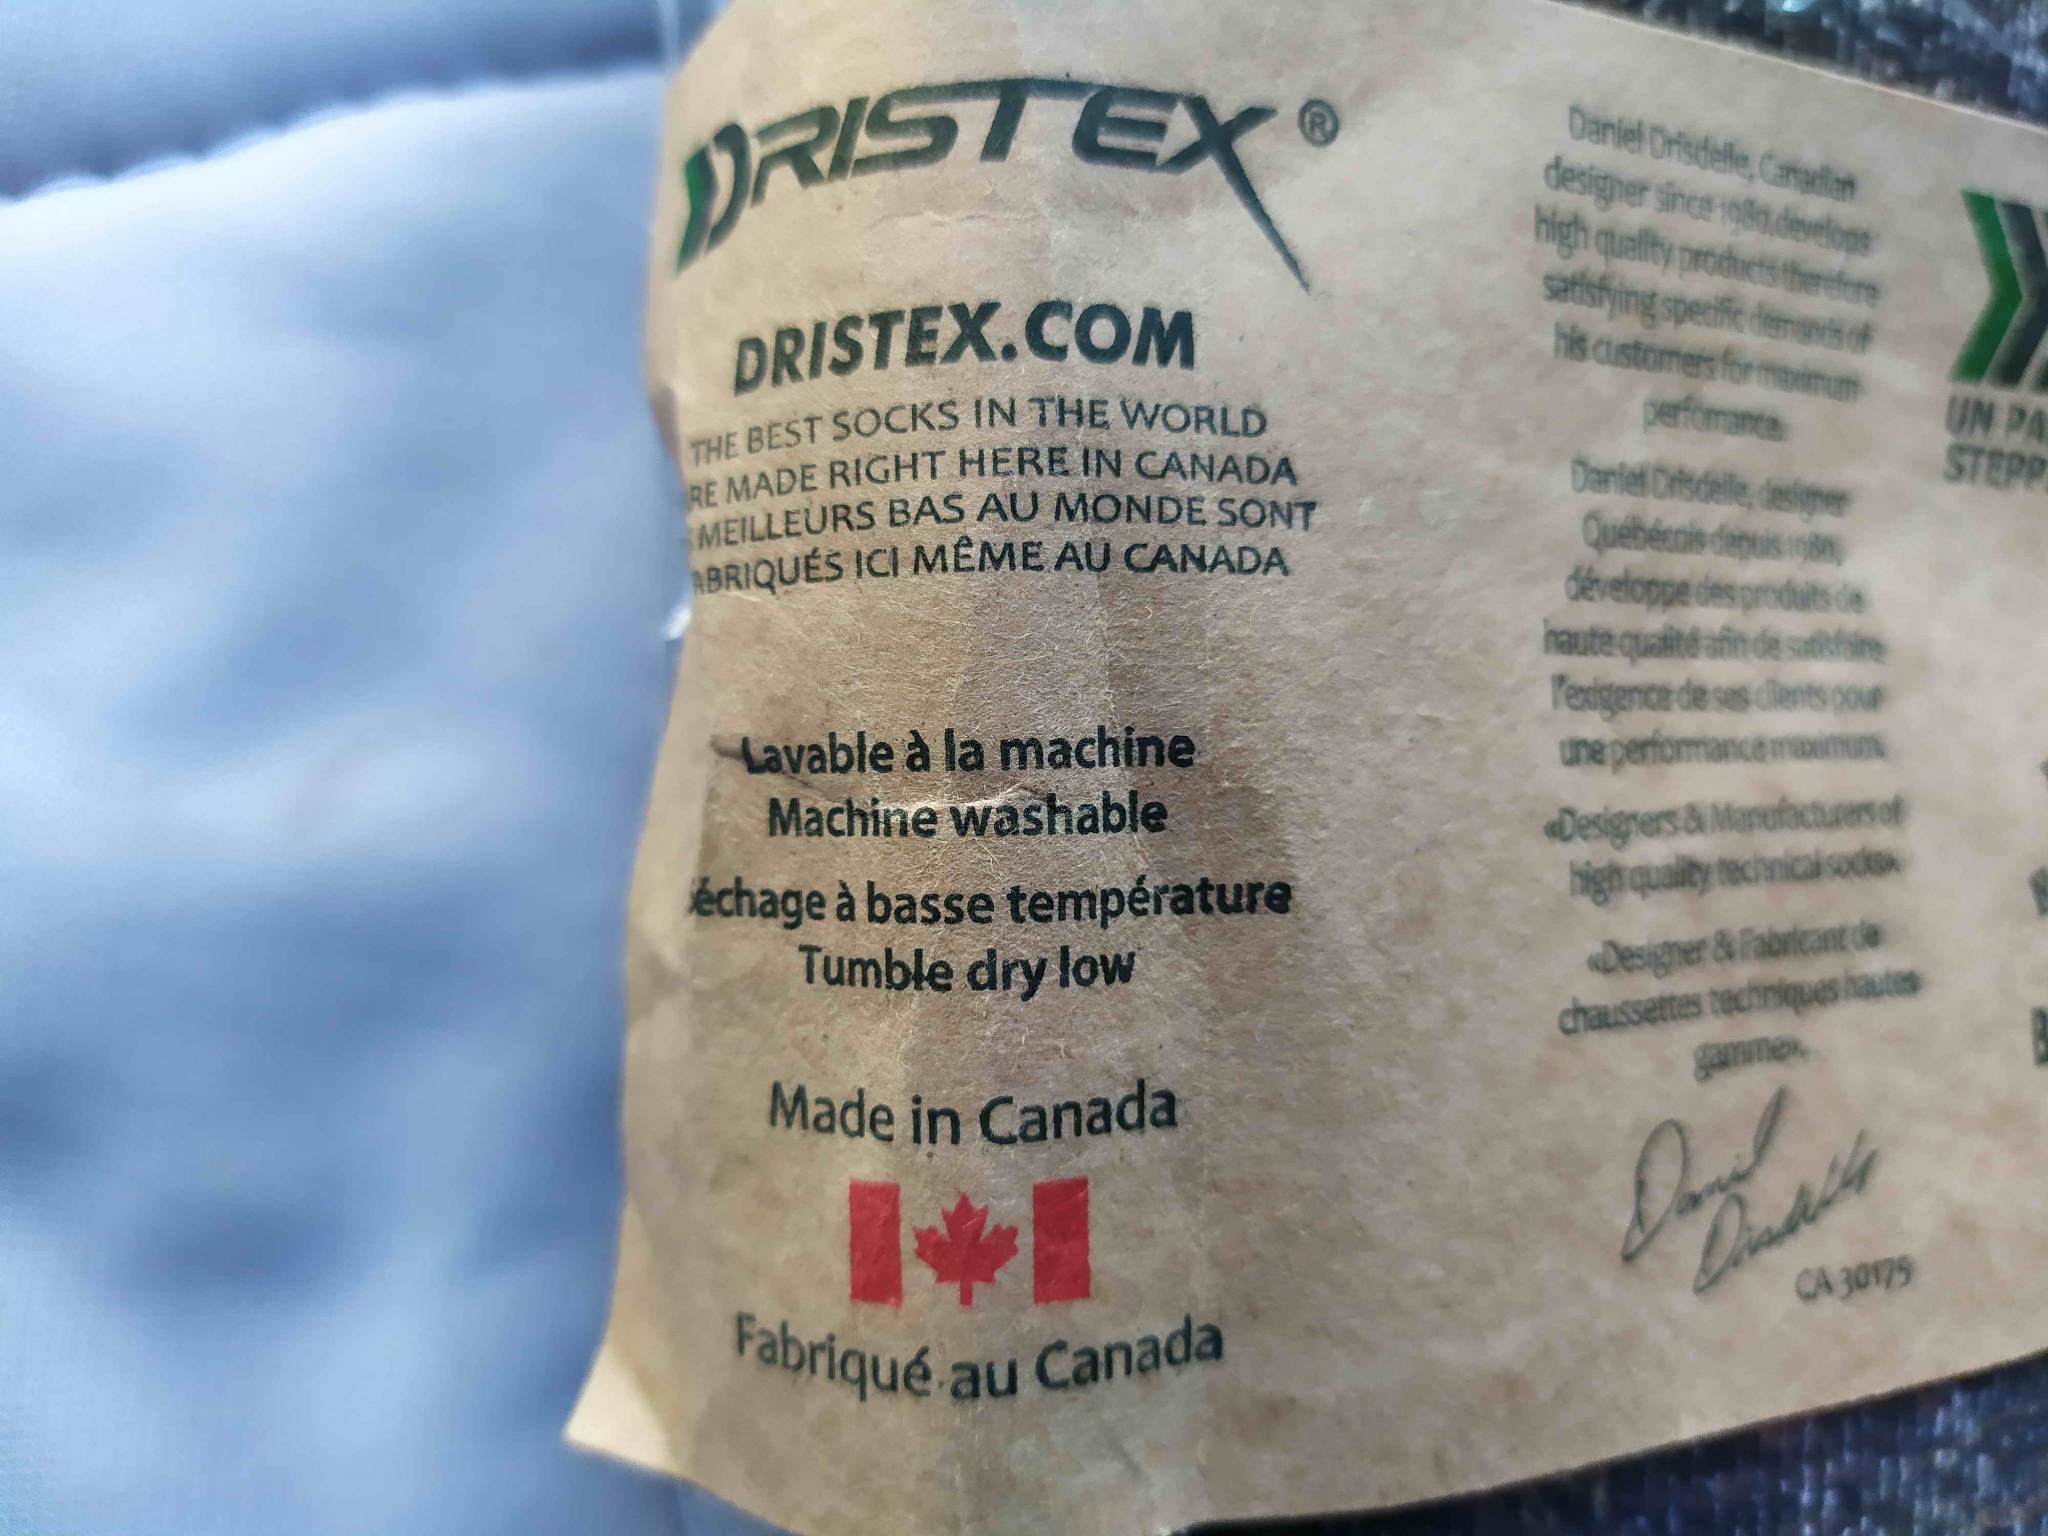 DRISTEX®
DRISTEX.COM
THE BEST SOCKS IN THE WORLD
RE MADE RIGHT HERE IN CANADA
MEILLEURS BAS AU MONDE SONT
ABRIQUÉS ICI MÊME AU CANADA
Lavable à la machine
Machine washable
échage à basse température
Tumble dry low
Made in Canada
Fabriqué au Canada
Daniel Drisdelle, Canadian
designer since 1980,develops
high quality products therefore
satisfying specific demands of
his customers for maximum
perfomance.
Daniel Drisdelle, designer
Québécois depuis 1980,
développe des produits de
haute qualité afin de satisfaire
l'exigence de ses clients pour
une performance maximum.
«Designers & Manufacturers of
high quality technical socks».
«Designer & Fabricant de
chaussettes techniques hautes
gamme».
Daniel
Drisdelle
CA 30175
UN PA
STEPP